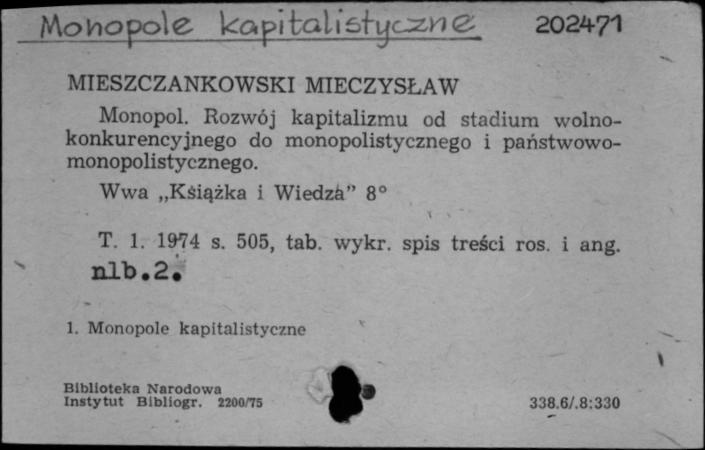 Monopole kapitalistyczne 202471
MIESZCZANKOWSKI MIECZYSŁAW
Monopol. Rozwój kapitalizmu od stadium wolno-
konkurencyjnego do monopolistycznego i państwowo-
monopolistycznego.
Wwa „Książka i Wiedza” 8°
T. 1. 1974 s. 505, tab. wykr. spis treści ros. i ang.
nlb.2.
1. Monopole kapitalistyczne
Biblioteka Narodowa
Instytut Bibliogr. 2200/75 338.6/.8:330